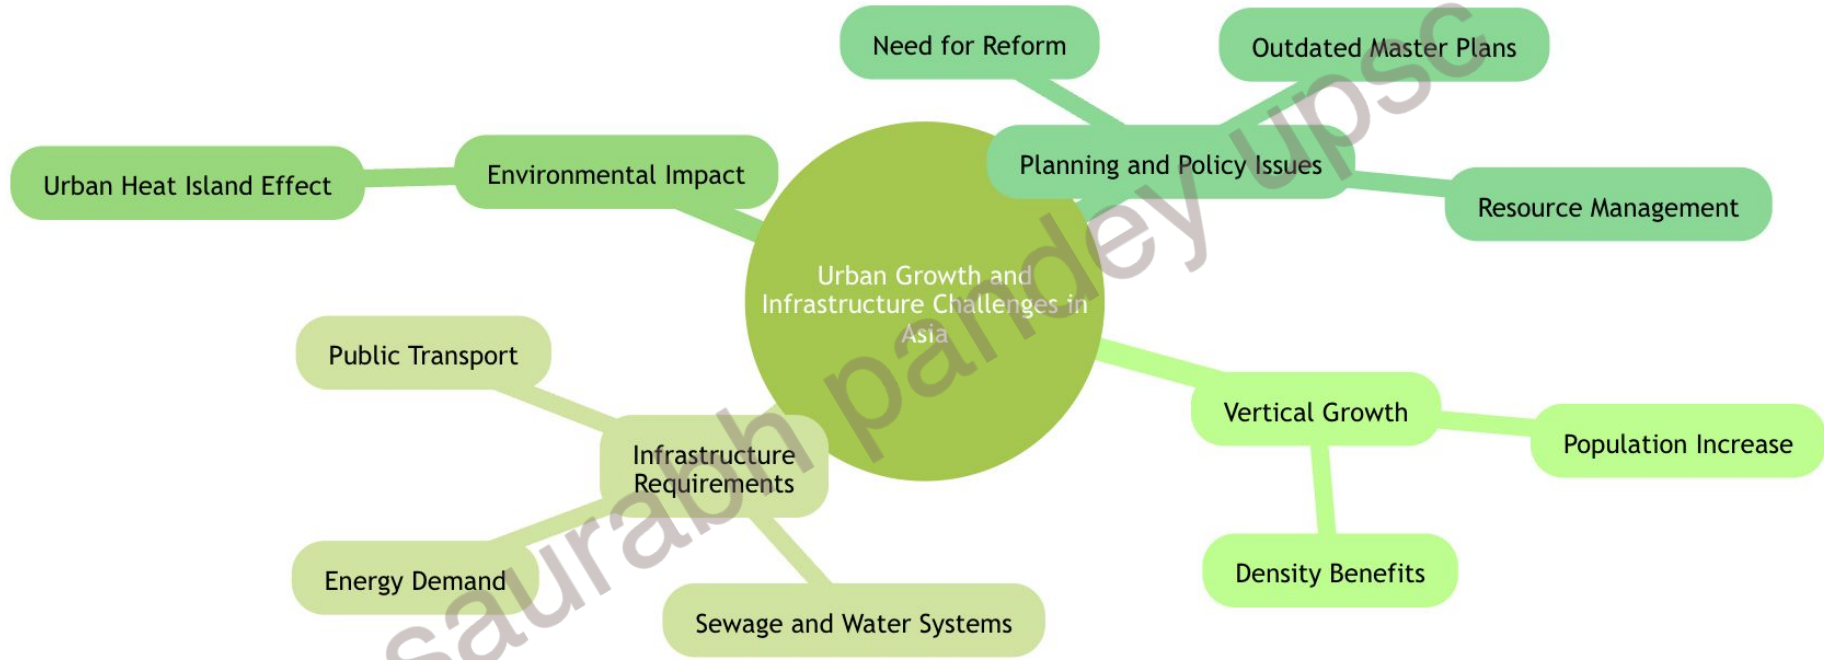 Need for Reform
Outdated Master Plans
Planning and Policy Issues
Resource Management
Environmental Impact
Urban Heat Island Effect
Urban Growth and
Infrastructure Challenges in
Asia
Public Transport
Infrastructure
Requirements
Energy Demand
Sewage and Water Systems
Vertical Growth
Population Increase
Density Benefits
saurabh pandey upsc